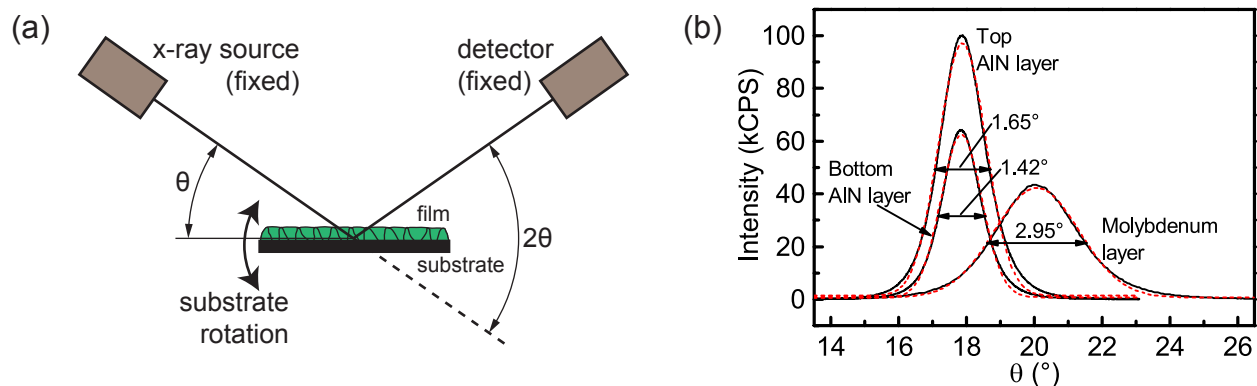 (a)
x-ray source
(fixed)
detector
(fixed)
θ
film
2θ
substrate
substrate
rotation
(b)
Intensity (kCPS)
100
80
60
40
20
0
Top
AlN layer
1.65°
1.42°
Bottom
AlN layer
2.95°
Molybdenum
layer
14 16 18 20 22 24 26
θ (°)